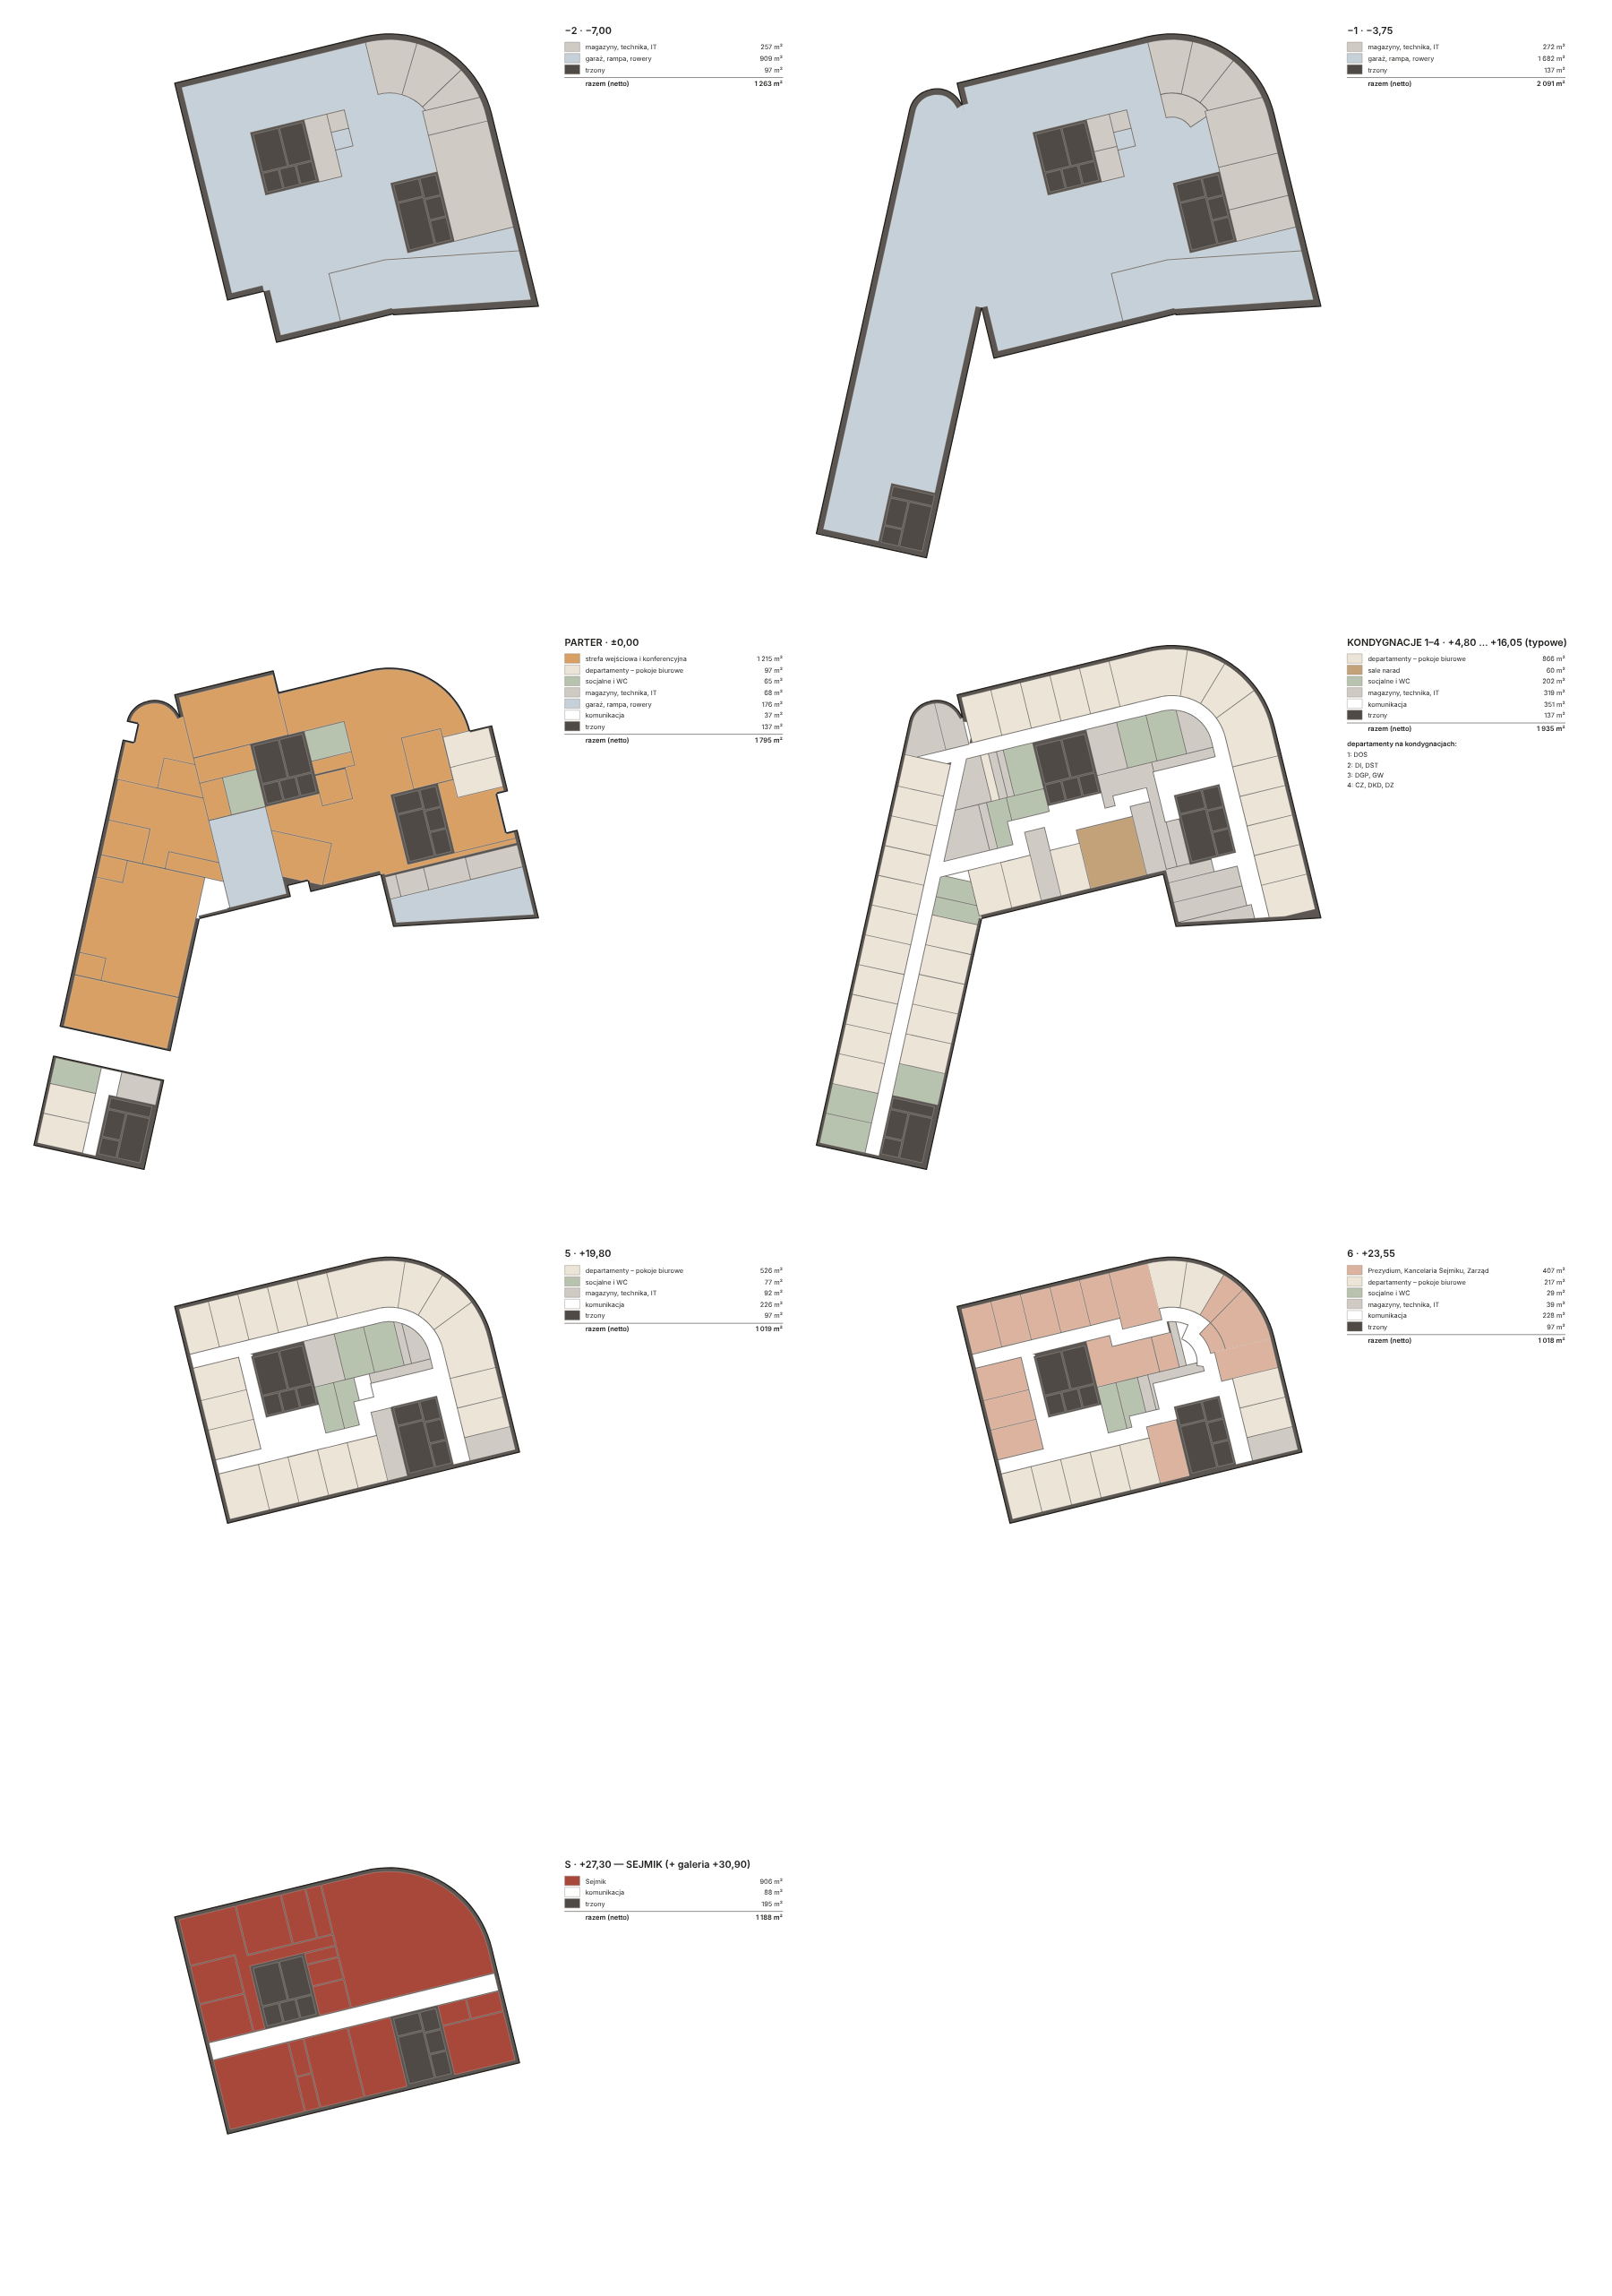 −2 · −7,00
magazyny, technika, IT 257 m²
garaż, rampa, rowery 909 m²
trzony 97 m²
razem (netto) 1 263 m²
−1 · −3,75
magazyny, technika, IT 272 m²
garaż, rampa, rowery 1 682 m²
trzony 137 m²
razem (netto) 2 091 m²
PARTER · ±0,00
strefa wejściowa i konferencyjna 1 215 m²
departamenty – pokoje biurowe 97 m²
socjalne i WC 65 m²
magazyny, technika, IT 68 m²
garaż, rampa, rowery 176 m²
komunikacja 37 m²
trzony 137 m²
razem (netto) 1 795 m²
KONDYGNACJE 1–4 · +4,80 … +16,05 (typowe)
departamenty – pokoje biurowe 866 m²
sale narad 60 m²
socjalne i WC 202 m²
magazyny, technika, IT 319 m²
komunikacja 351 m²
trzony 137 m²
razem (netto) 1 935 m²
departamenty na kondygnacjach:
1: DOŚ
2: DI, DŚT
3: DGP, GW
4: CZ, DKD, DZ
5 · +19,80
departamenty – pokoje biurowe 526 m²
socjalne i WC 77 m²
magazyny, technika, IT 92 m²
komunikacja 226 m²
trzony 97 m²
razem (netto) 1 019 m²
6 · +23,55
Prezydium, Kancelaria Sejmiku, Zarząd 407 m²
departamenty – pokoje biurowe 217 m²
socjalne i WC 29 m²
magazyny, technika, IT 39 m²
komunikacja 228 m²
trzony 97 m²
razem (netto) 1 018 m²
S · +27,30 — SEJMIK (+ galeria +30,90)
Sejmik 906 m²
komunikacja 88 m²
trzony 195 m²
razem (netto) 1 188 m²